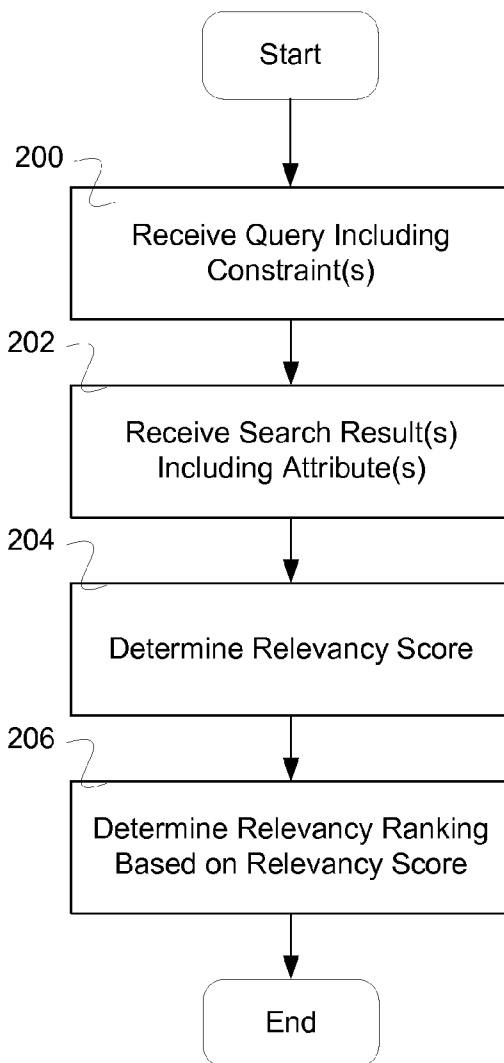 Start
200
Receive Query Including
Constraint(s)
202
Receive Search Result(s)
Including Attribute(s)
204
Determine Relevancy Score
206
Determine Relevancy Ranking
Based on Relevancy Score
End